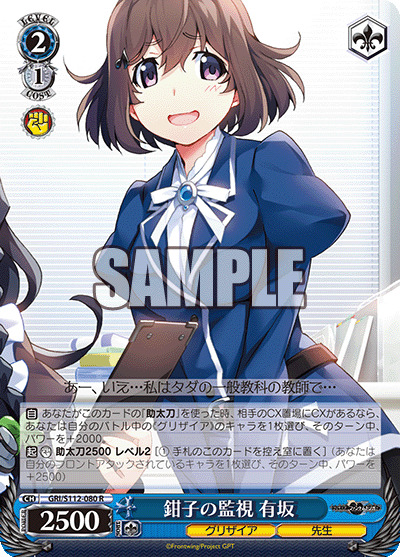 LEVEL
2
1
COST
SAMPLE
あー、いえ…私はタダの一般教科の教師で…
自 あなたがこのカードの「助太刀」を使った時、相手のCX置場にCXがあるなら、
あなたは自分のバトル中の《グリザイア》のキャラを1枚選び、そのターン中、
パワーを+2000。
起 助太刀2500 レベル2 [① 手札のこのカードを控え室に置く] (あなたは
自分のフロントアタックされているキャラを1枚選び、そのターン中、
パワーを+2500)
CH GRI/S112-080 R
POWER
2500
鉗子の監視 有坂
グリザイア 先生
©Frontwing/Project GPT